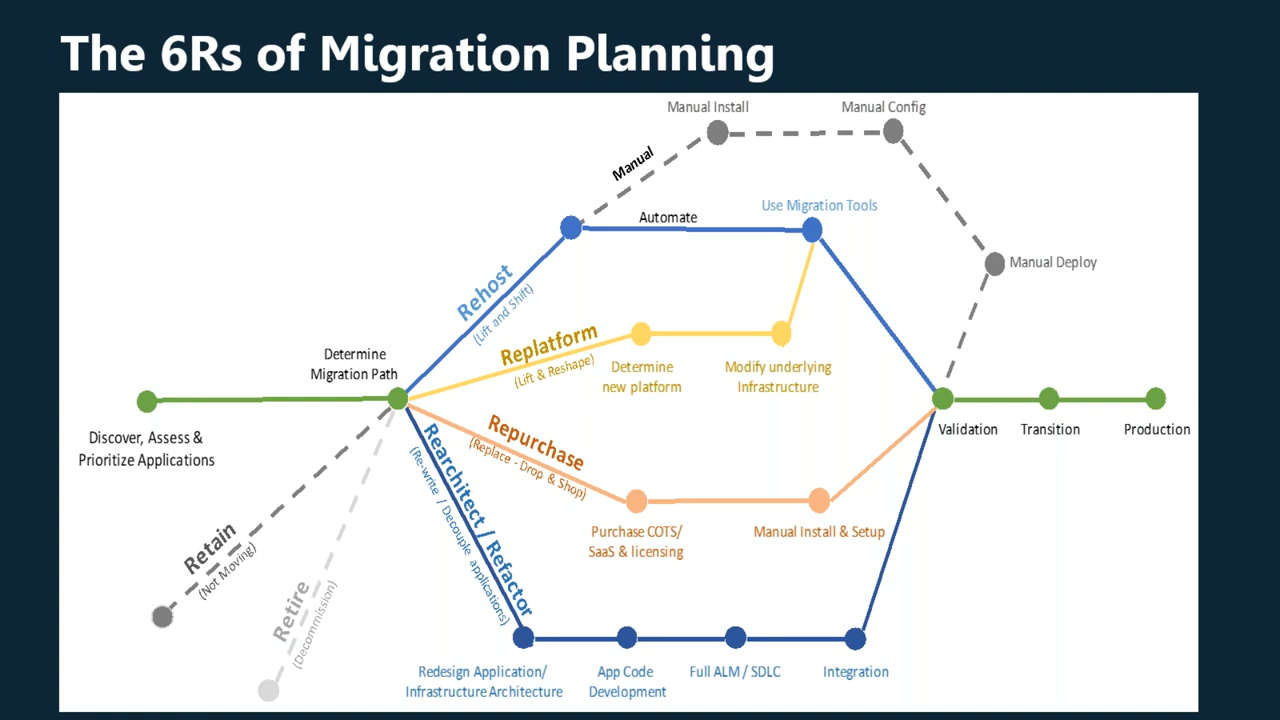 The 6Rs of Migration Planning
Manual Install
Manual Config
Manual
Automate
Use Migration Tools
Manual Deploy
Rehost
(Lift and Shift)
Replatform
(Lift & Reshape)
Determine
new platform
Modify underlying
Infrastructure
Determine
Migration Path
Discover, Assess &
Prioritize Applications
Validation
Transition
Production
Repurchase
(Replace - Drop & Shop)
Purchase COTS/
SaaS & licensing
Manual Install & Setup
Rearchitect / Refactor
(Re-write / Decouple applications)
Retain
(Not Moving)
Retire
(Decommission)
Redesign Application/
Infrastructure Architecture
App Code
Development
Full ALM / SDLC
Integration